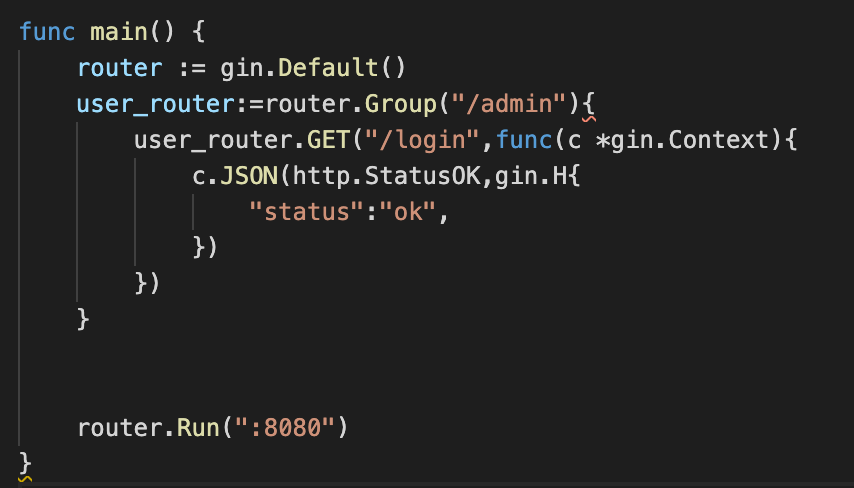 func main() {
    router := gin.Default()
    user_router:=router.Group("/admin"){
        user_router.GET("/login",func(c *gin.Context){
            c.JSON(http.StatusOK,gin.H{
                "status":"ok",
            })
        })
    }
    router.Run(":8080")
}